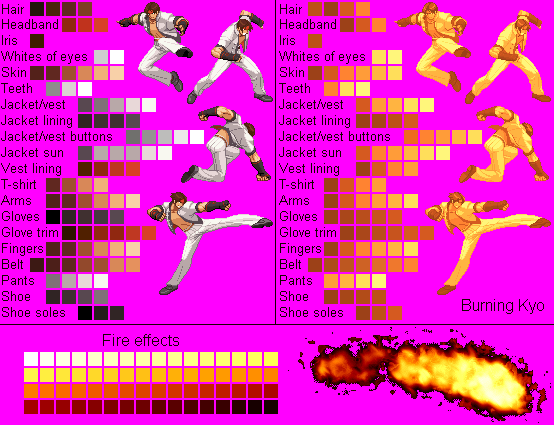 Hair
Headband
Iris
Whites of eyes
Skin
Teeth
Jacket/vest
Jacket lining
Jacket/vest buttons
Jacket sun
Vest lining
T-shirt
Arms
Gloves
Glove trim
Fingers
Belt
Pants
Shoe
Shoe soles
Hair
Headband
Iris
Whites of eyes
Skin
Teeth
Jacket/vest
Jacket lining
Jacket/vest buttons
Jacket sun
Vest lining
T-shirt
Arms
Gloves
Glove trim
Fingers
Belt
Pants
Shoe
Shoe soles
Burning Kyo
Fire effects